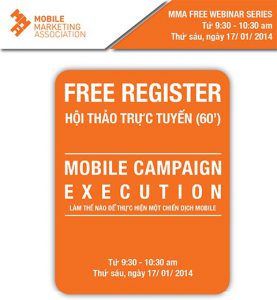 MOBILE
MARKETING
ASSOCIATION
MMA FREE WEBINAR SERIES
Từ 9:30 - 10:30 am
Thứ sáu, ngày 17/ 01/ 2014
FREE REGISTER
HỘI THẢO TRỰC TUYẾN (60')
MOBILE CAMPAIGN
EXECUTION
LÀM THẾ NÀO ĐỂ THỰC HIỆN MỘT CHIẾN DỊCH MOBILE
Từ 9:30 - 10:30 am
Thứ sáu, ngày 17/ 01/ 2014